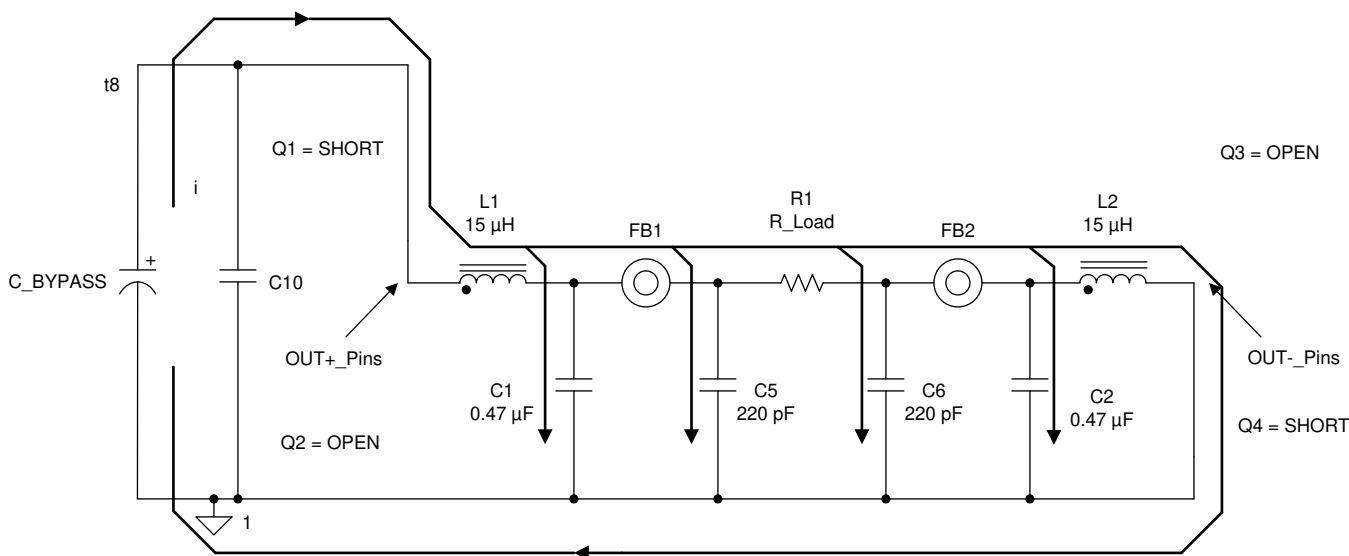 t8
Q1 = SHORT
Q3 = OPEN
i
L1
15 µH
FB1
R1
R_Load
FB2
L2
15 µH
+
C_BYPASS
C10
OUT+_Pins
OUT-_Pins
C1
0.47 µF
C5
220 pF
C6
220 pF
C2
0.47 µF
Q4 = SHORT
Q2 = OPEN
1